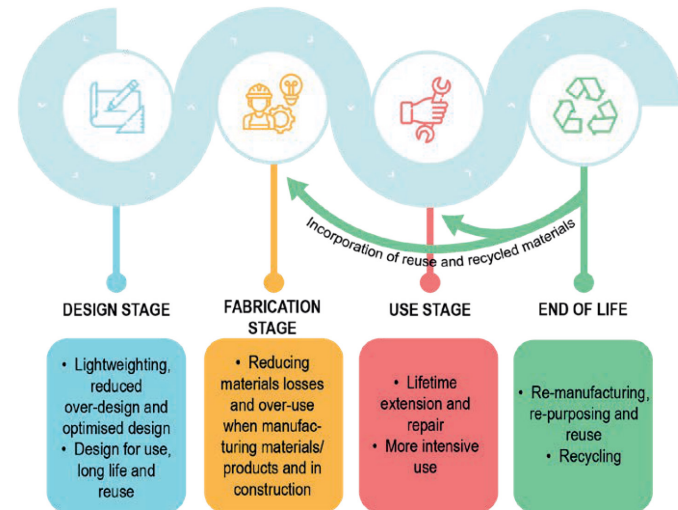 Incorporation of reuse and recycled materials
DESIGN STAGE
FABRICATION
STAGE
USE STAGE
END OF LIFE
• Lightweighting,
reduced
over-design and
optimised design
• Design for use,
long life and
reuse
• Reducing
materials losses
and over-use
when manufac-
turing materials/
products and in
construction
• Lifetime
extension and
repair
• More intensive
use
• Re-manufacturing,
re-purposing and
reuse
• Recycling